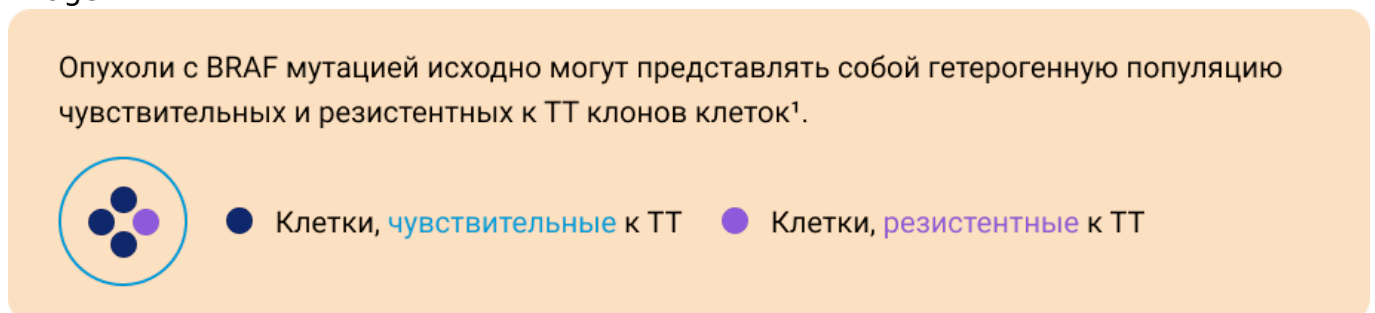 Опухоли с BRAF мутацией исходно могут представлять собой гетерогенную популяцию
чувствительных и резистентных к ТТ клонов клеток¹.
Клетки, чувствительные к ТТ
Клетки, резистентные к ТТ